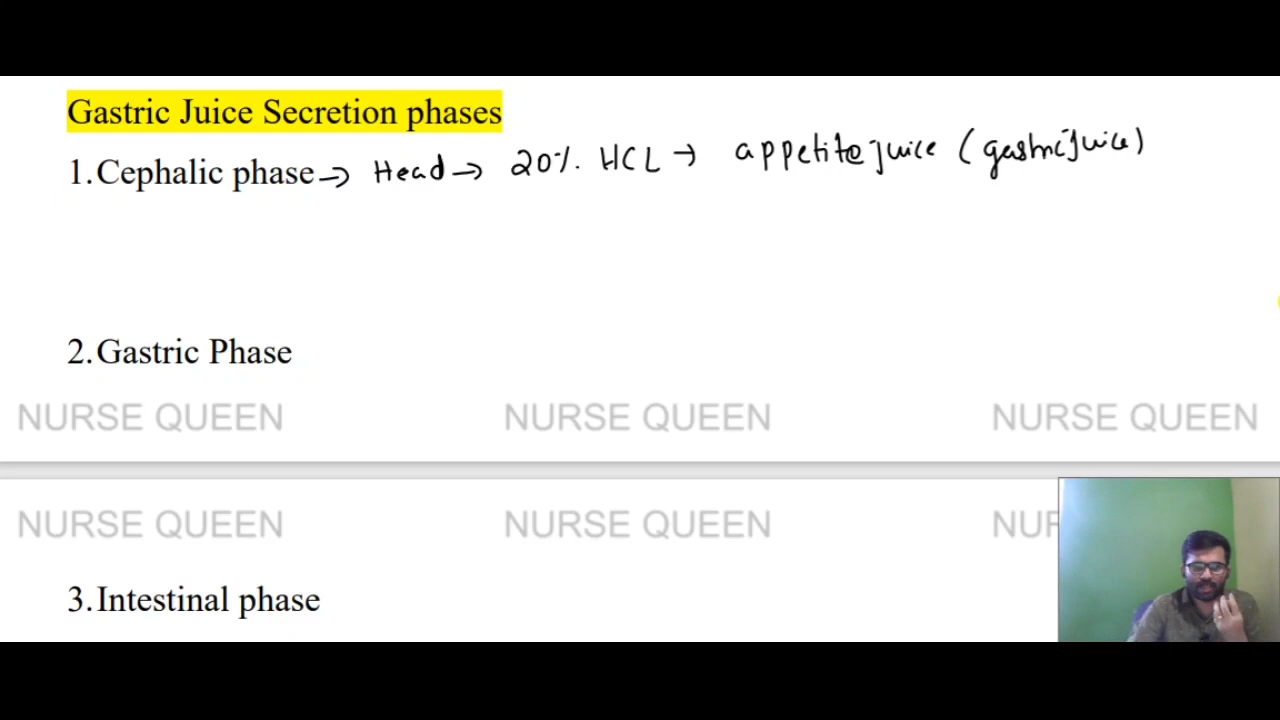 Gastric Juice Secretion phases
1. Cephalic phase → Head → 20%. HCL → appetite juice (gastric juice)
2. Gastric Phase
NURSE QUEEN NURSE QUEEN NURSE QUEEN
NURSE QUEEN NURSE QUEEN NUR
3. Intestinal phase